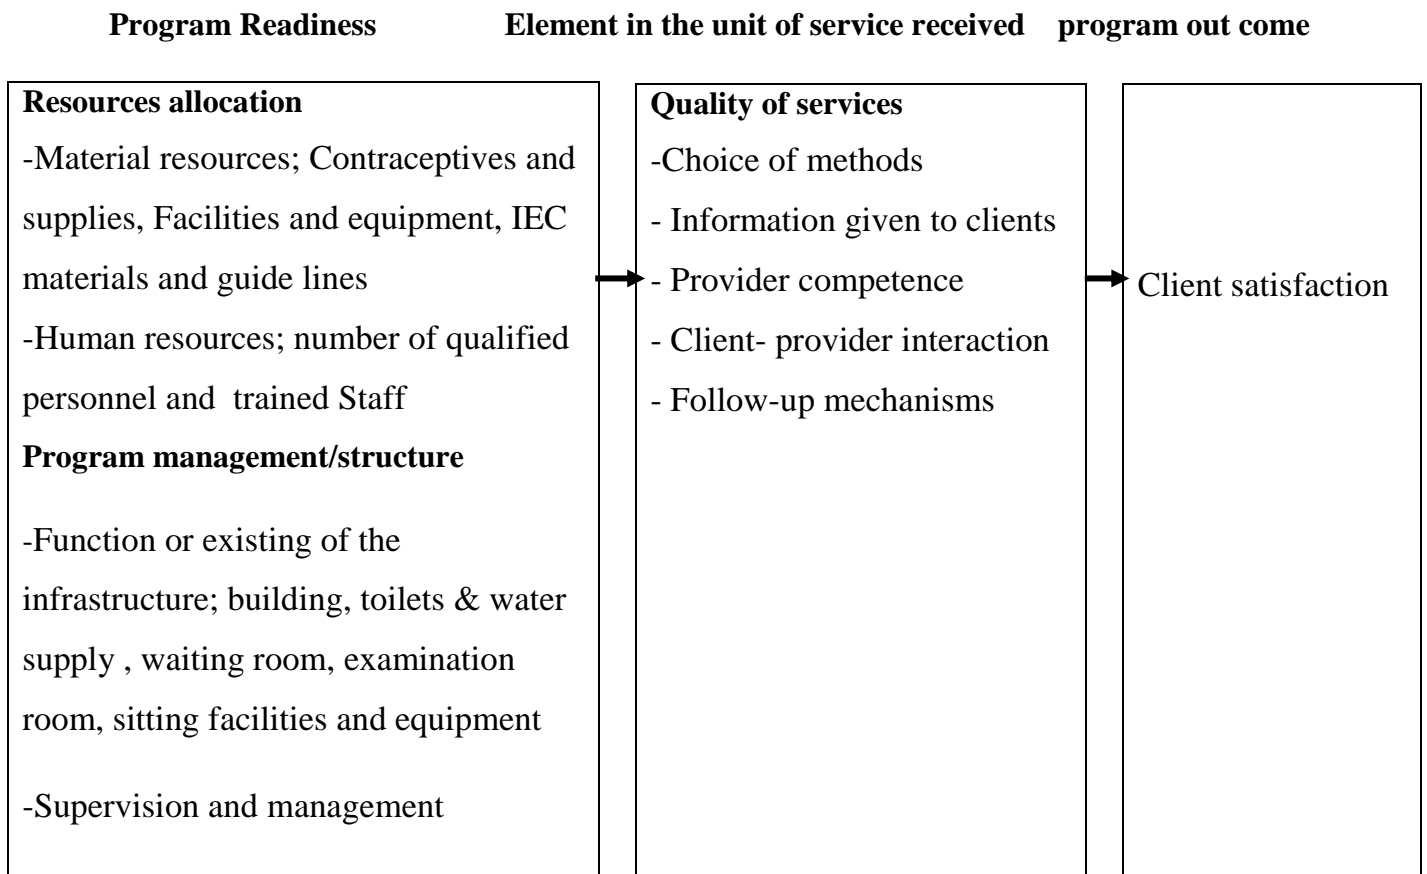 Program Readiness Element in the unit of service received program out come
Resources allocation
-Material resources; Contraceptives and
supplies, Facilities and equipment, IEC
materials and guide lines
-Human resources; number of qualified
personnel and trained Staff
Program management/structure
-Function or existing of the
infrastructure; building, toilets & water
supply , waiting room, examination
room, sitting facilities and equipment
-Supervision and management
Quality of services
-Choice of methods
- Information given to clients
- Provider competence
- Client- provider interaction
- Follow-up mechanisms
Client satisfaction